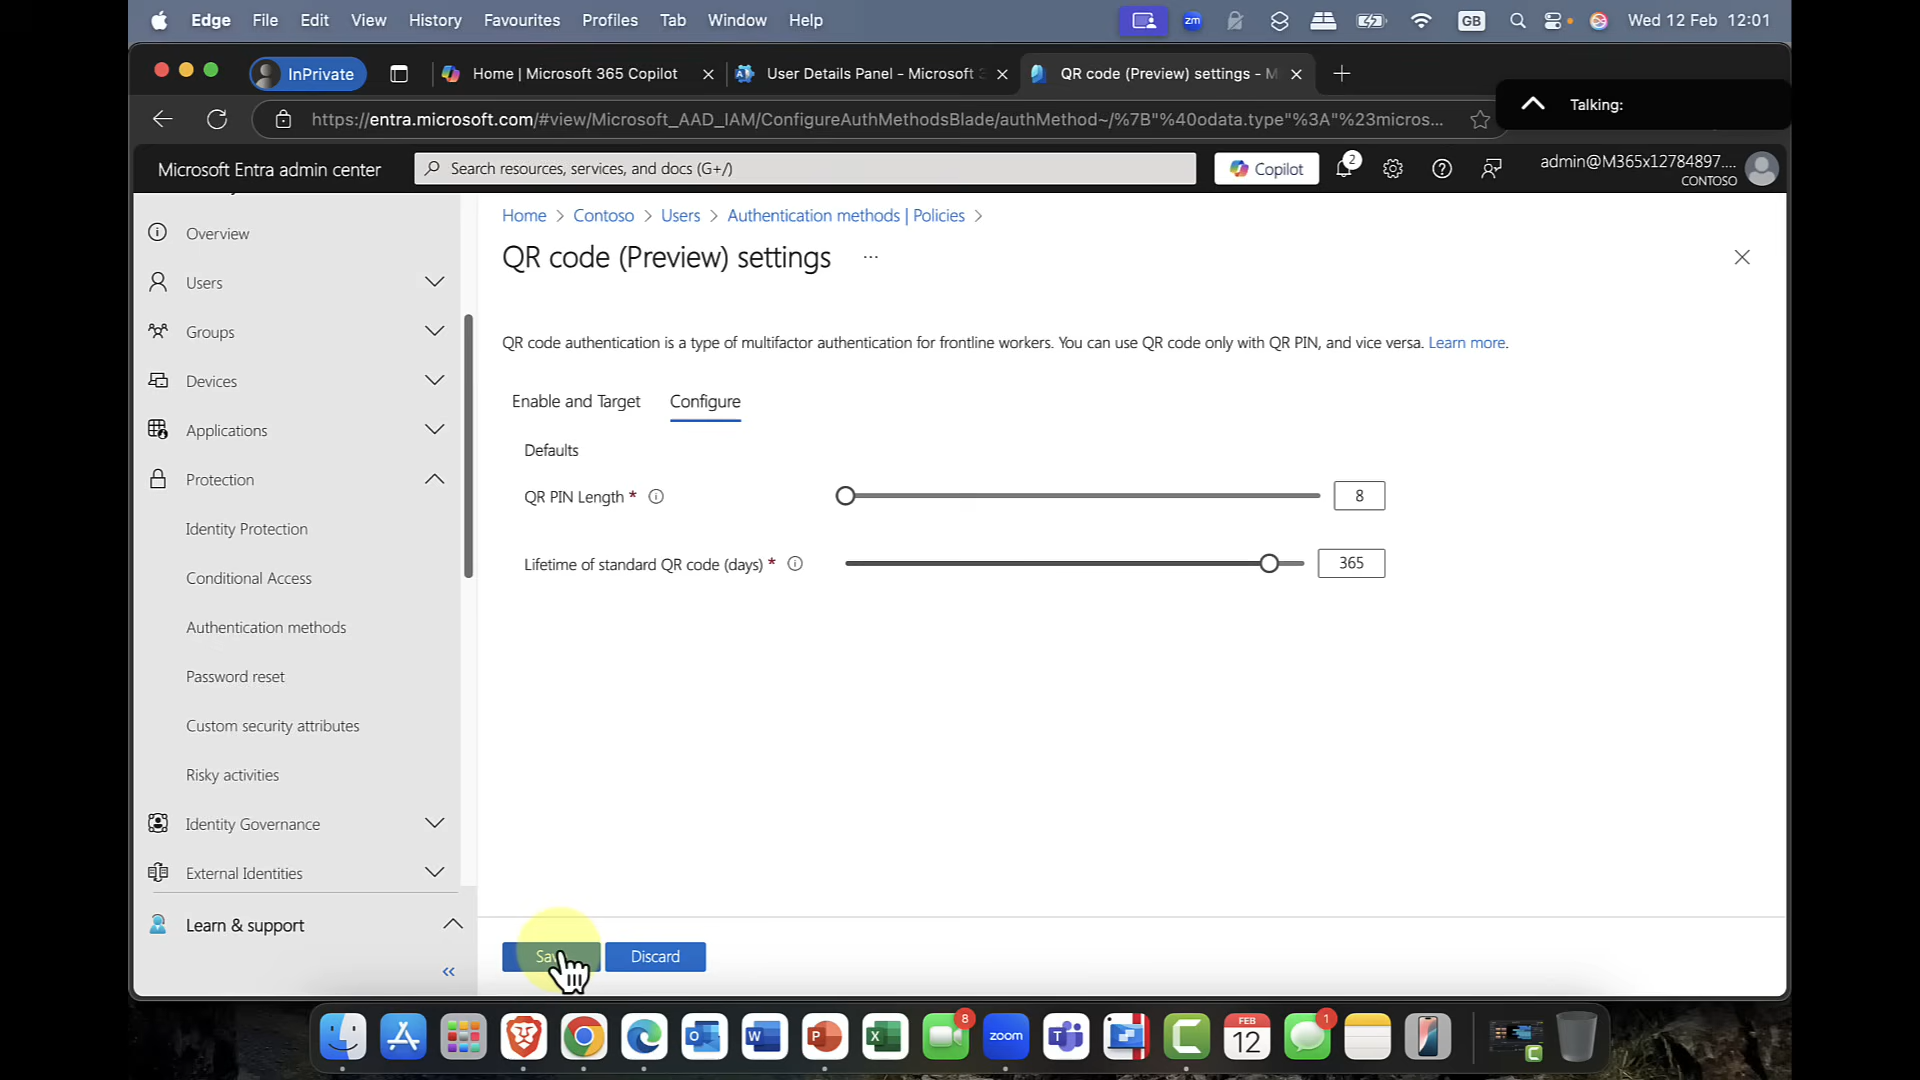 Edge File Edit View History Favourites Profiles Tab Window Help
zm
GB
Wed 12 Feb 12:01
InPrivate
Home | Microsoft 365 Copilot
User Details Panel - Microsoft 3
QR code (Preview) settings - M
Talking:
https://entra.microsoft.com/#view/Microsoft_AAD_IAM/ConfigureAuthMethodsBlade/authMethod~/%7B"%40odata.type"%3A"%23micros...
Microsoft Entra admin center
Search resources, services, and docs (G+/)
Copilot
2
admin@M365x12784897....
CONTOSO
Overview
Users
Groups
Devices
Applications
Protection
Identity Protection
Conditional Access
Authentication methods
Password reset
Custom security attributes
Risky activities
Identity Governance
External Identities
Learn & support
Home > Contoso > Users > Authentication methods | Policies >
QR code (Preview) settings ...
QR code authentication is a type of multifactor authentication for frontline workers. You can use QR code only with QR PIN, and vice versa. Learn more.
Enable and Target
Configure
Defaults
QR PIN Length *
8
Lifetime of standard QR code (days) *
365
Discard
8
zoom
FEB
12
1